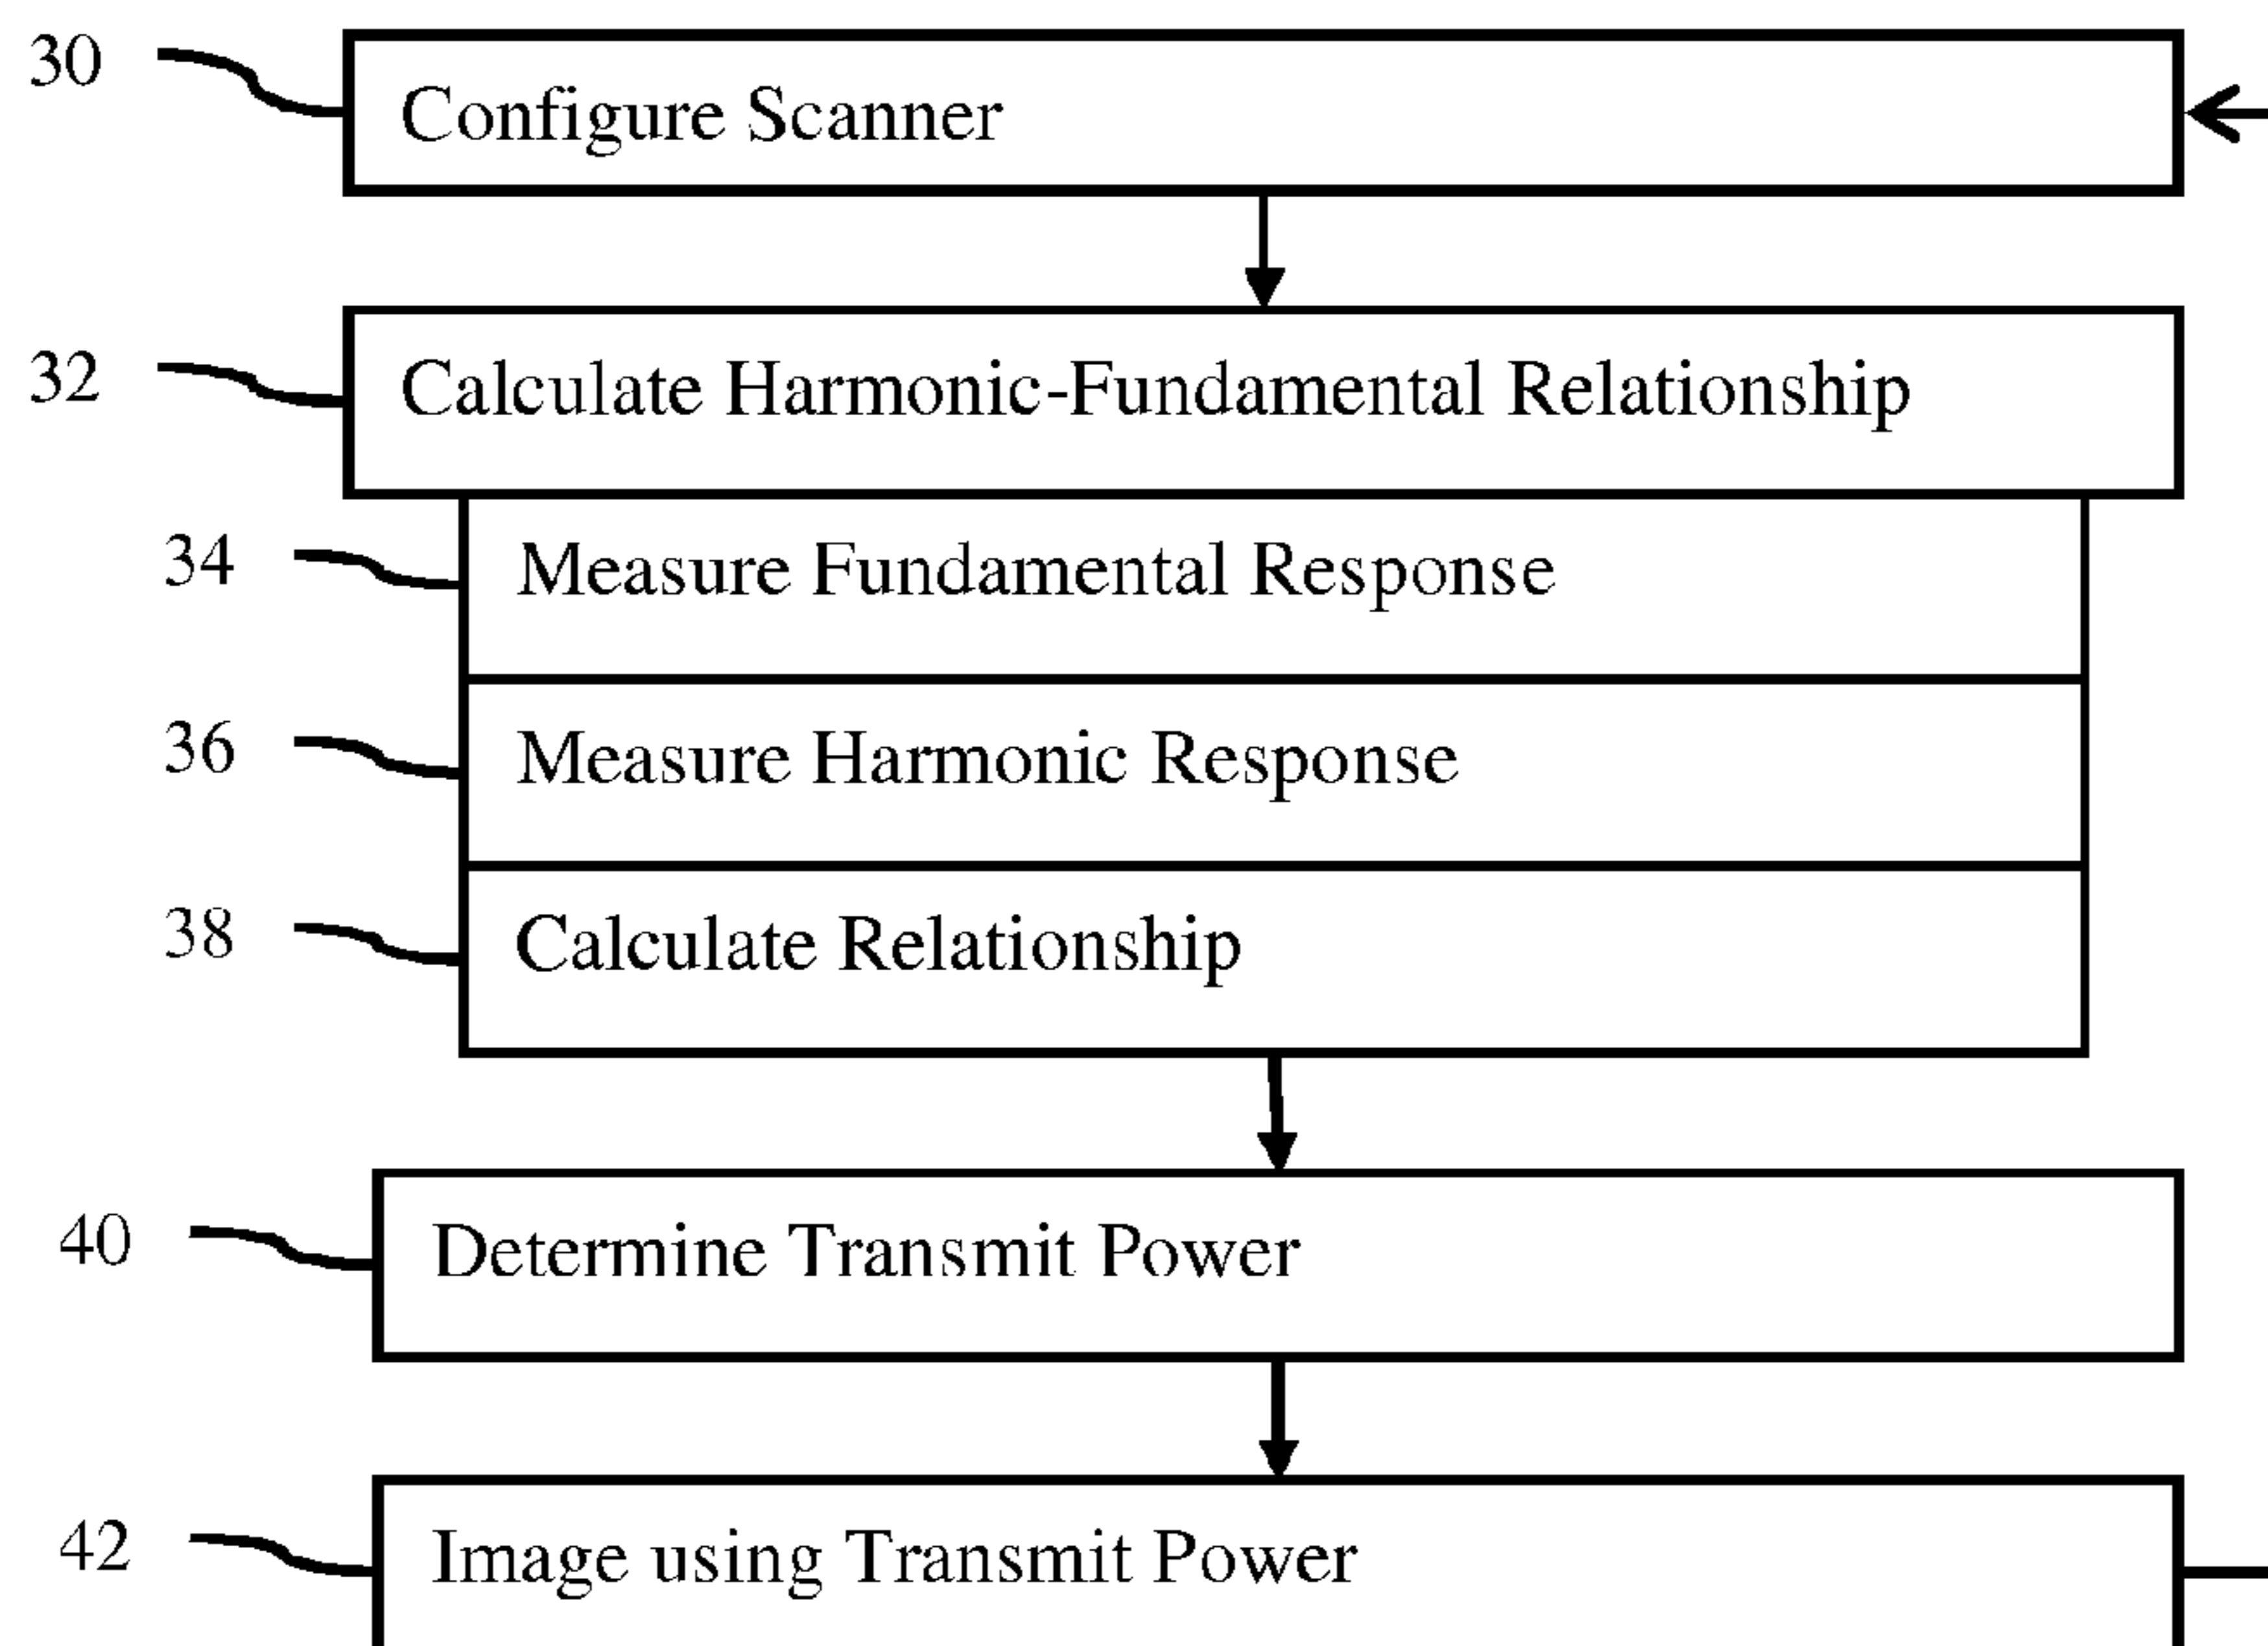 30 Configure Scanner
32 Calculate Harmonic-Fundamental Relationship
34 Measure Fundamental Response
36 Measure Harmonic Response
38 Calculate Relationship
40 Determine Transmit Power
42 Image using Transmit Power